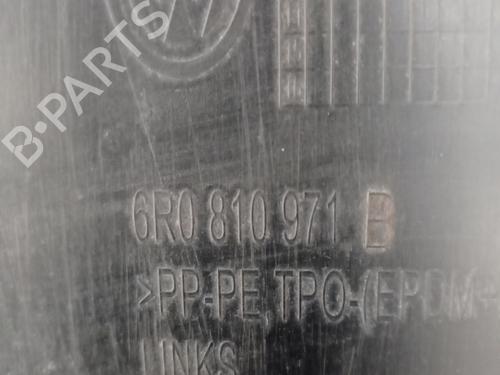 B-PARTS
6R0 810 971 B
>PP-PE,TPO-(EPDM+
LINKS